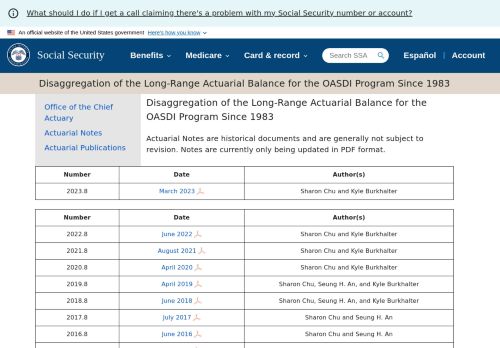 What should I do if I get a call claiming there's a problem with my Social Security number or account?
An official website of the United States government Here's how you know
Social Security
Benefits Medicare Card & record Search SSA Español | Account
Disaggregation of the Long-Range Actuarial Balance for the OASDI Program Since 1983
Office of the Chief
Actuary
Actuarial Notes
Actuarial Publications
Disaggregation of the Long-Range Actuarial Balance for the
OASDI Program Since 1983
Actuarial Notes are historical documents and are generally not subject to
revision. Notes are currently only being updated in PDF format.
Number Date Author(s)
2023.8 March 2023 Sharon Chu and Kyle Burkhalter
Number Date Author(s)
2022.8 June 2022 Sharon Chu and Kyle Burkhalter
2021.8 August 2021 Sharon Chu and Kyle Burkhalter
2020.8 April 2020 Sharon Chu and Kyle Burkhalter
2019.8 April 2019 Sharon Chu, Seung H. An, and Kyle Burkhalter
2018.8 June 2018 Sharon Chu, Seung H. An, and Kyle Burkhalter
2017.8 July 2017 Sharon Chu and Seung H. An
2016.8 June 2016 Sharon Chu and Seung H. An